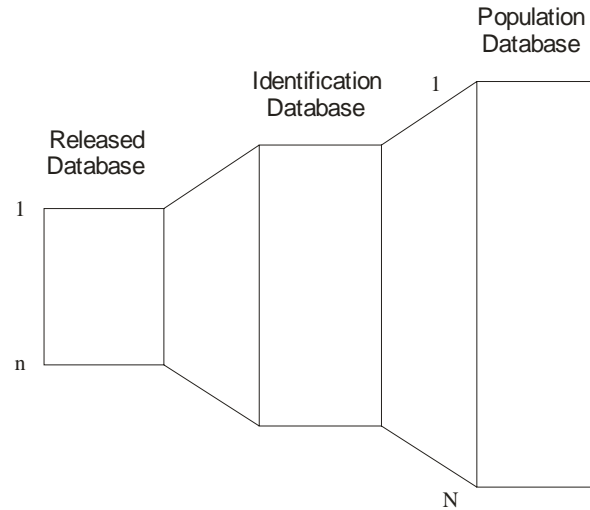 Population
Database
Identification
Database
1
Released
Database
1
n
N